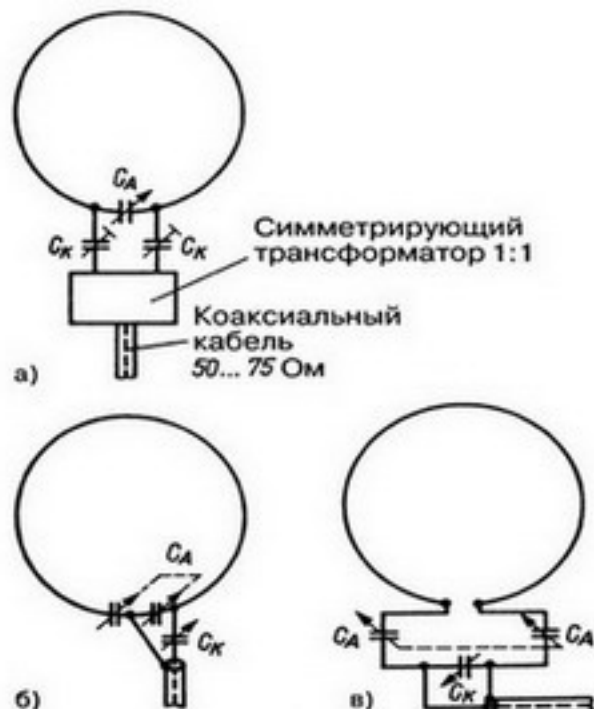 C_A
C_K
C_K
Симметрирующий
трансформатор 1:1
Коаксиальный
кабель
50... 75 Ом
а)
C_A
C_K
б)
C_A
C_A
C_K
в)